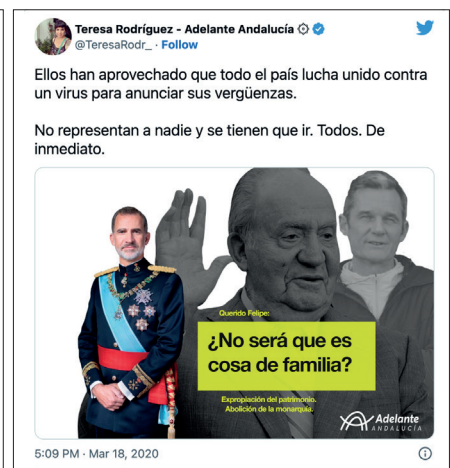 Teresa Rodríguez - Adelante Andalucía
@TeresaRodr_ · Follow
Ellos han aprovechado que todo el país lucha unido contra
un virus para anunciar sus vergüenzas.
No representan a nadie y se tienen que ir. Todos. De
inmediato.
Querido Felipe:
¿No será que es
cosa de familia?
Expropiación del patrimonio.
Abolición de la monarquía.
Adelante
ANDALUCÍA
5:09 PM · Mar 18, 2020